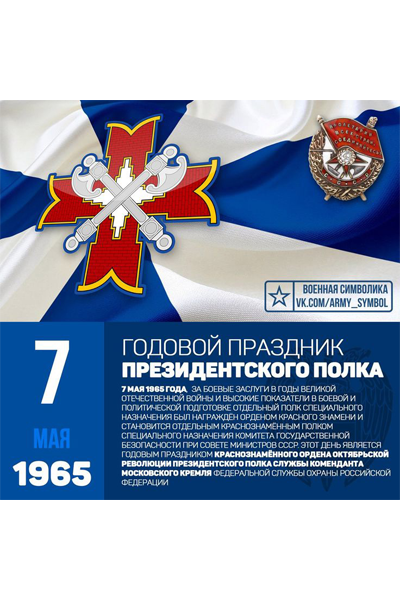 ВОЕННАЯ СИМВОЛИКА
VK.COM/ARMY_SYMBOL
7
МАЯ
1965
ГОДОВОЙ ПРАЗДНИК
ПРЕЗИДЕНТСКОГО ПОЛКА
7 МАЯ 1965 ГОДА, ЗА БОЕВЫЕ ЗАСЛУГИ В ГОДЫ ВЕЛИКОЙ
ОТЕЧЕСТВЕННОЙ ВОЙНЫ И ВЫСОКИЕ ПОКАЗАТЕЛИ В БОЕВОЙ И
ПОЛИТИЧЕСКОЙ ПОДГОТОВКЕ ОТДЕЛЬНЫЙ ПОЛК СПЕЦИАЛЬНОГО
НАЗНАЧЕНИЯ БЫЛ НАГРАЖДЁН ОРДЕНОМ КРАСНОГО ЗНАМЕНИ И
СТАНОВИТСЯ ОТДЕЛЬНЫМ КРАСНОЗНАМЁННЫМ ПОЛКОМ
СПЕЦИАЛЬНОГО НАЗНАЧЕНИЯ КОМИТЕТА ГОСУДАРСТВЕННОЙ
БЕЗОПАСНОСТИ ПРИ СОВЕТЕ МИНИСТРОВ СССР. ЭТОТ ДЕНЬ ЯВЛЯЕТСЯ
ГОДОВЫМ ПРАЗДНИКОМ КРАСНОЗНАМЁННОГО ОРДЕНА ОКТЯБРЬСКОЙ
РЕВОЛЮЦИИ ПРЕЗИДЕНТСКОГО ПОЛКА СЛУЖБЫ КОМЕНДАНТА
МОСКОВСКОГО КРЕМЛЯ ФЕДЕРАЛЬНОЙ СЛУЖБЫ ОХРАНЫ РОССИЙСКОЙ
ФЕДЕРАЦИИ